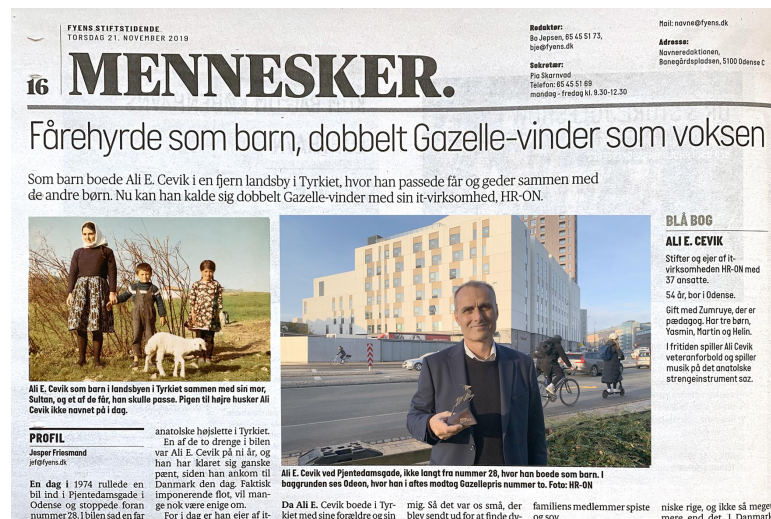 FYENS STIFTSTIDENDE
TORSDAG 21. NOVEMBER 2019
16
MENNESKER.
Redaktør:
Bo Jepsen, 65 45 51 73,
bje@fyens.dk
Sekretær:
Pia Skarnvad
Telefon: 65 45 51 69
mandag - fredag kl. 9.30-12.30
Mail: navne@fyens.dk
Adresse:
Navneredaktionen,
Banegårdspladsen, 5100 Odense C
Fårehyrde som barn, dobbelt Gazelle-vinder som voksen
Som barn boede Ali E. Cevik i en fjern landsby i Tyrkiet, hvor han passede får og geder sammen med
de andre børn. Nu kan han kalde sig dobbelt Gazelle-vinder med sin it-virksomhed, HR-ON.
Ali E. Cevik som barn i landsbyen i Tyrkiet sammen med sin mor,
Sultan, og et af de får, han skulle passe. Pigen til højre husker Ali
Cevik ikke navnet på i dag.
PROFIL
Jesper Friesmand
jef@fyens.dk
En dag i 1974 rullede en
bil ind i Pjentedamsgade i
Odense og stoppede foran
nummer 28. I bilen sad en far
anatolske højslette i Tyrkiet.
En af de to drenge i bilen
var Ali E. Cevik på ni år, og
han har klaret sig ganske
pænt, siden han ankom til
Danmark den dag. Faktisk
imponerende flot, vil man-
ge nok være enige om.
For i dag er han ejer af it-
Ali E. Cevik ved Pjentedamsgade, ikke langt fra nummer 28, hvor han boede som barn. I
baggrunden ses Odeon, hvor han i aftes modtog Gazellepris nummer to. Foto: HR-ON
Da Ali E. Cevik boede i Tyr-
kiet med sine forældre og sin
mig. Så det var os små, der
blev sendt ud for at finde dy-
familiens medlemmer spiste
og sov.
niske rige, og ikke så meget
mere end det. I Danmark
BLÅ BOG
ALI E. CEVIK
Stifter og ejer af it-
virksomheden HR-ON med
37 ansatte.
54 år, bor i Odense.
Gift med Zumruye, der er
pædagog. Har tre børn,
Yasmin, Martin og Helin.
I fritiden spiller Ali Cevik
veteranforbold og spiller
musik på det anatolske
strengeinstrument saz.